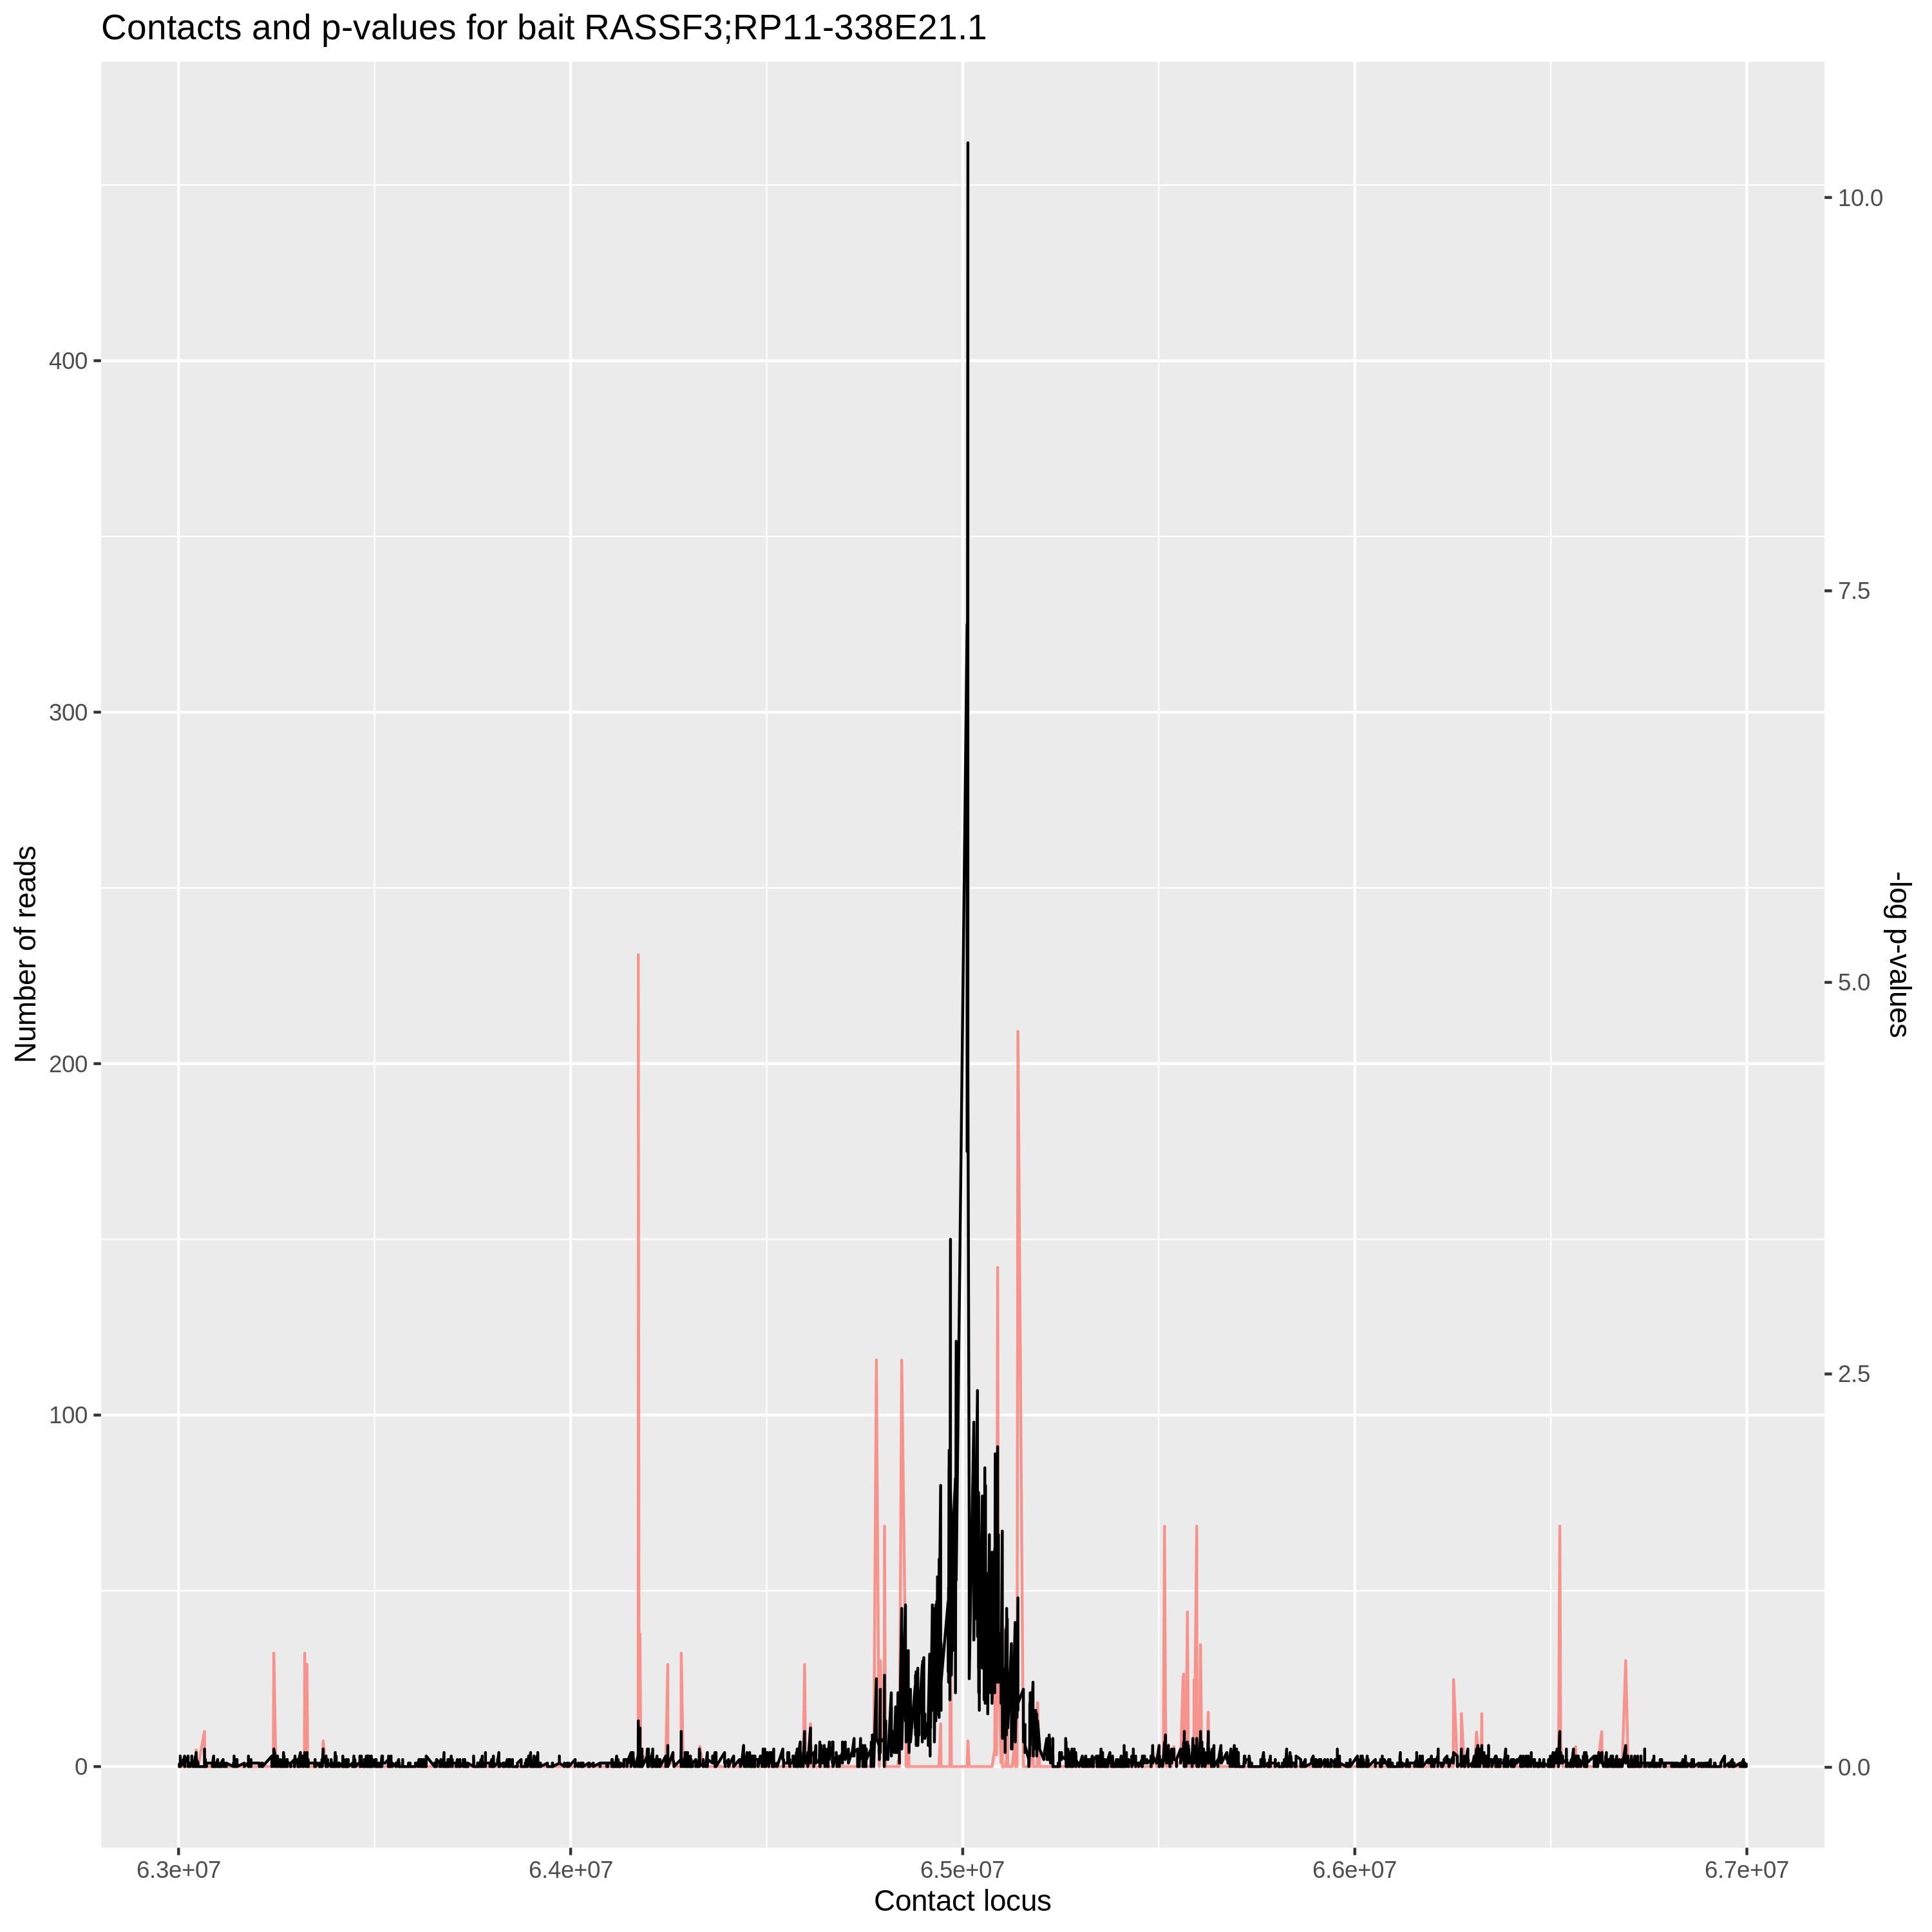 Contacts and p-values for bait RASSF3;RP11-338E21.1
Number of reads
400
300
200
100
0
10.0
7.5
5.0
2.5
0.0
-log p-values
6.3e+07
6.4e+07
6.5e+07
6.6e+07
6.7e+07
Contact locus